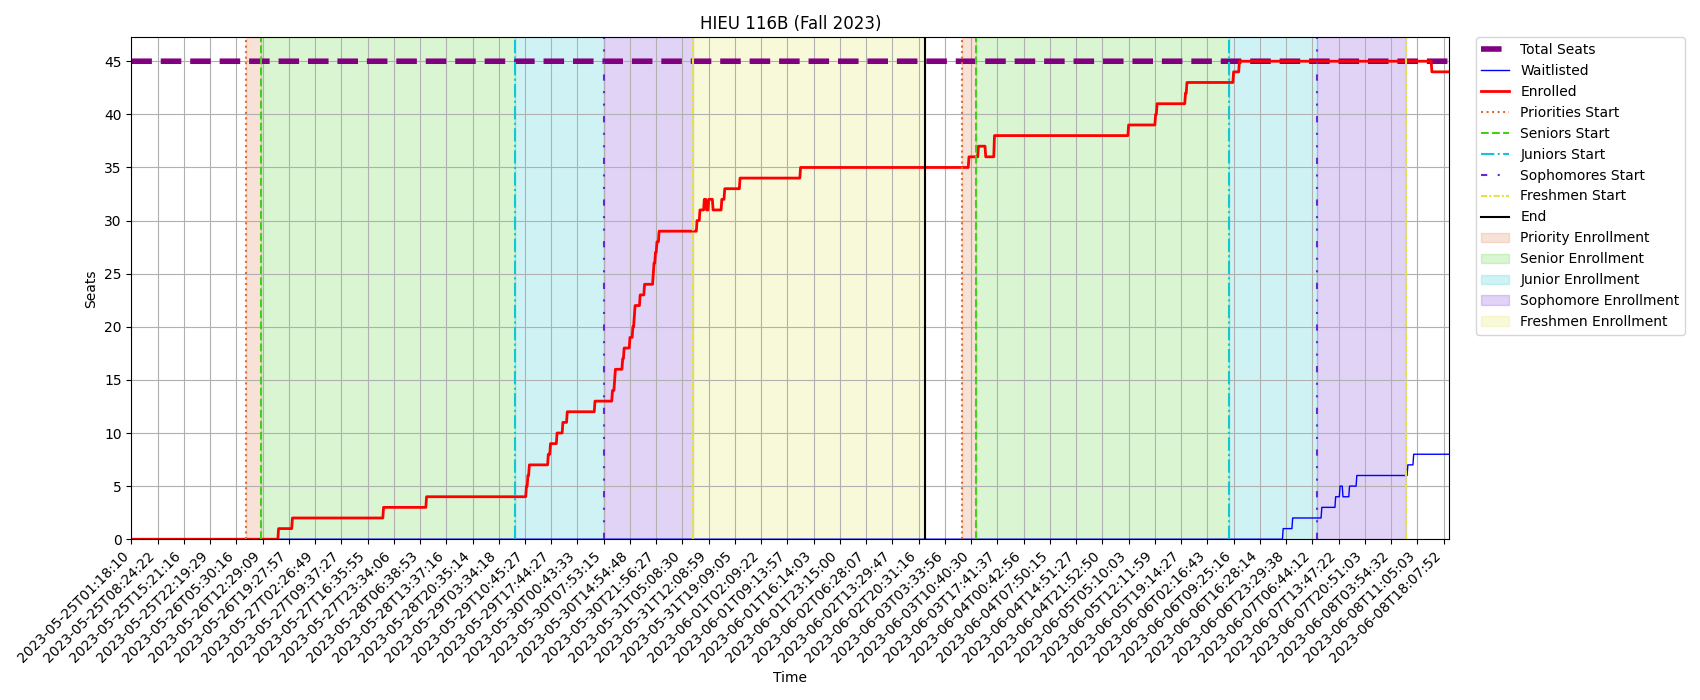 HIEU 116B (Fall 2023)
Seats
45
40
35
30
25
20
15
10
5
0
2023-05-25T01:18:10
2023-05-25T08:24:22
2023-05-25T15:21:16
2023-05-25T22:19:29
2023-05-26T05:30:16
2023-05-26T12:29:09
2023-05-26T19:27:57
2023-05-27T02:26:49
2023-05-27T09:37:27
2023-05-27T16:35:55
2023-05-27T23:34:06
2023-05-28T06:38:53
2023-05-28T13:37:16
2023-05-28T20:35:14
2023-05-29T03:34:18
2023-05-29T10:45:27
2023-05-29T17:44:27
2023-05-30T00:43:33
2023-05-30T07:53:15
2023-05-30T14:54:48
2023-05-30T21:56:27
2023-05-31T05:08:30
2023-05-31T12:08:59
2023-05-31T19:09:05
2023-06-01T02:09:22
2023-06-01T09:13:57
2023-06-01T16:14:03
2023-06-01T23:15:00
2023-06-02T06:28:07
2023-06-02T13:29:47
2023-06-02T20:31:16
2023-06-03T03:33:56
2023-06-03T10:40:30
2023-06-03T17:41:37
2023-06-04T00:42:56
2023-06-04T07:50:15
2023-06-04T14:51:27
2023-06-04T21:52:50
2023-06-05T05:10:03
2023-06-05T12:11:59
2023-06-05T19:14:27
2023-06-06T02:16:43
2023-06-06T09:25:16
2023-06-06T16:28:14
2023-06-06T23:29:38
2023-06-07T06:44:12
2023-06-07T13:47:22
2023-06-07T20:51:03
2023-06-08T03:54:32
2023-06-08T11:05:03
2023-06-08T18:07:52
Time
Total Seats
Waitlisted
Enrolled
Priorities Start
Seniors Start
Juniors Start
Sophomores Start
Freshmen Start
End
Priority Enrollment
Senior Enrollment
Junior Enrollment
Sophomore Enrollment
Freshmen Enrollment